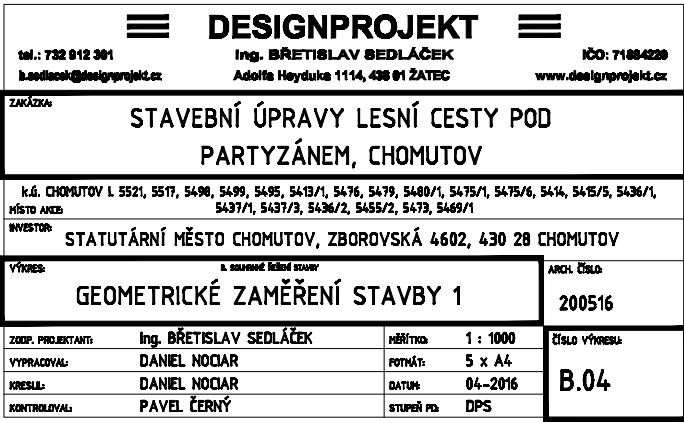 DESIGNPROJEKT
tel.: 732 912 301 Ing. BŘETISLAV SEDLÁČEK IČO: 71884229
b.sedlacek@designprojekt.cz Adolfa Heyduka 1114, 438 01 ŽATEC www.designprojekt.cz
ZAKÁZKA:
STAVEBNÍ ÚPRAVY LESNÍ CESTY POD
PARTYZÁNEM, CHOMUTOV
k.ú. CHOMUTOV I. 5521, 5517, 5498, 5499, 5495, 5413/1, 5476, 5479, 5480/1, 5475/1, 5475/6, 5414, 5415/5, 5436/1,
MÍSTO AKCE: 5437/1, 5437/3, 5436/2, 5455/2, 5473, 5469/1
INVESTOR:
STATUTÁRNÍ MĚSTO CHOMUTOV, ZBOROVSKÁ 4602, 430 28 CHOMUTOV
VÝKRES: B. SOUHRNNÉ ŘEŠENÍ STAVBY ARCH. ČÍSLO:
GEOMETRICKÉ ZAMĚŘENÍ STAVBY 1 200516
ZODP. PROJEKTANT: Ing. BŘETISLAV SEDLÁČEK MĚŘÍTKO: 1 : 1000 ČÍSLO VÝKRESU:
VYPRACOVAL: DANIEL NOCIAR FOTMÁT: 5 x A4
KRESLIL: DANIEL NOCIAR DATUM: 04-2016 B.04
KONTROLOVAL: PAVEL ČERNÝ STUPEŇ PD: DPS